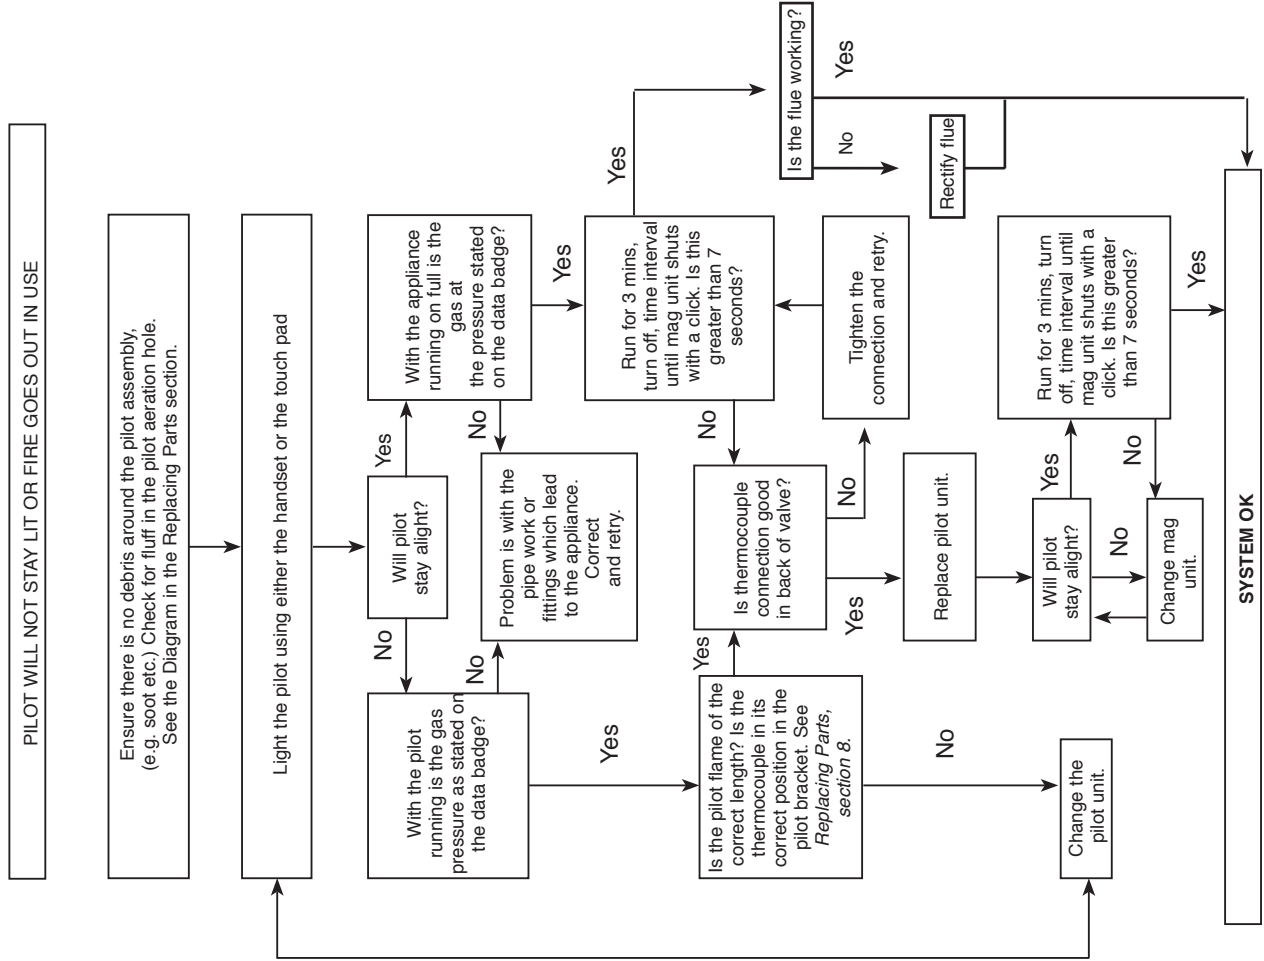 PILOT WILL NOT STAY LIT OR FIRE GOES OUT IN USE
Ensure there is no debris around the pilot assembly,
(e.g. soot etc.) Check for fluff in the pilot aeration hole.
See the Diagram in the Replacing Parts section.
Light the pilot using either the handset or the touch pad
Will pilot
stay alight?
No
Yes
With the pilot
running is the gas
pressure as stated on
the data badge?
No
Yes
With the appliance
running on full is the
gas at
the pressure stated
on the data badge?
No
Yes
Problem is with the
pipe work or
fittings which lead
to the appliance.
Correct
and retry.
Is the pilot flame of the
correct length? Is the
thermocouple in its
correct position in the
pilot bracket. See
Replacing Parts,
section 8.
Yes
No
Is thermocouple
connection good
in back of valve?
Yes
No
Run for 3 mins,
turn off, time interval
until mag unit shuts
with a click. Is this
greater than 7
seconds?
No
Yes
Tighten the
connection and retry.
Is the flue working?
No
Yes
Rectify flue
Replace pilot unit.
Will pilot
stay alight?
Yes
No
Change mag
unit.
Run for 3 mins, turn
off, time interval until
mag unit shuts with a
click. Is this greater
than 7 seconds?
No
Yes
Change the
pilot unit.
SYSTEM OK